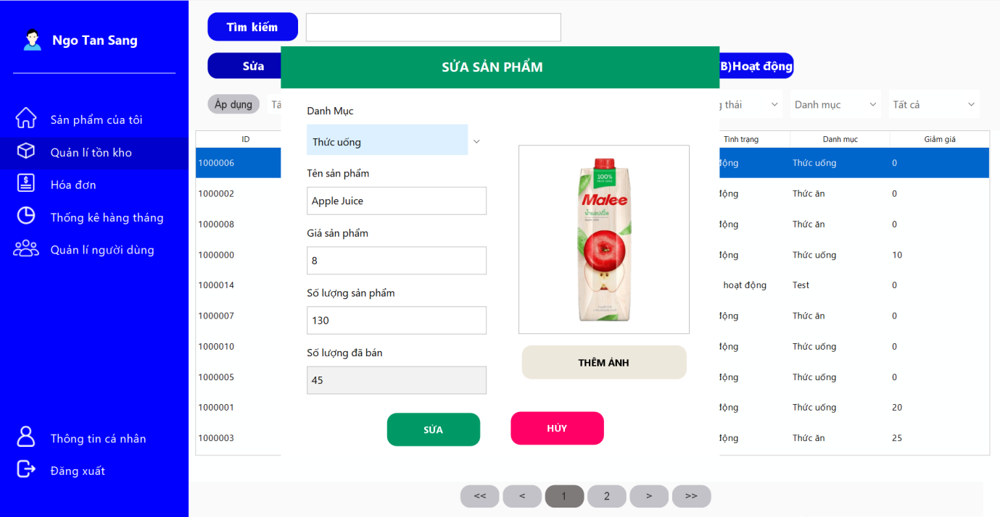 Ngo Tan Sang
Sản phẩm của tôi
Quản lí tồn kho
Hóa đơn
Thống kê hàng tháng
Quản lí người dùng
Thông tin cá nhân
Đăng xuất
Tìm kiếm
Sửa
B)Hoạt động
Áp dụng
thái
Danh mục
Tất cả
ID
Tình trạng
Danh mục
Giảm giá
1000006
động
Thức uống
0
1000002
động
Thức ăn
0
1000008
động
Thức ăn
0
1000000
động
Thức uống
10
1000014
hoạt động
Test
0
1000007
động
Thức ăn
0
1000010
động
Thức uống
0
1000005
động
Thức uống
0
1000001
động
Thức uống
20
1000003
động
Thức ăn
25
SỬA SẢN PHẨM
Danh Mục
Thức uống
Tên sản phẩm
Apple Juice
Giá sản phẩm
8
Số lượng sản phẩm
130
Số lượng đã bán
45
100%
Malee
THÊM ẢNH
SỬA
HỦY
<<
<
1
2
>
>>